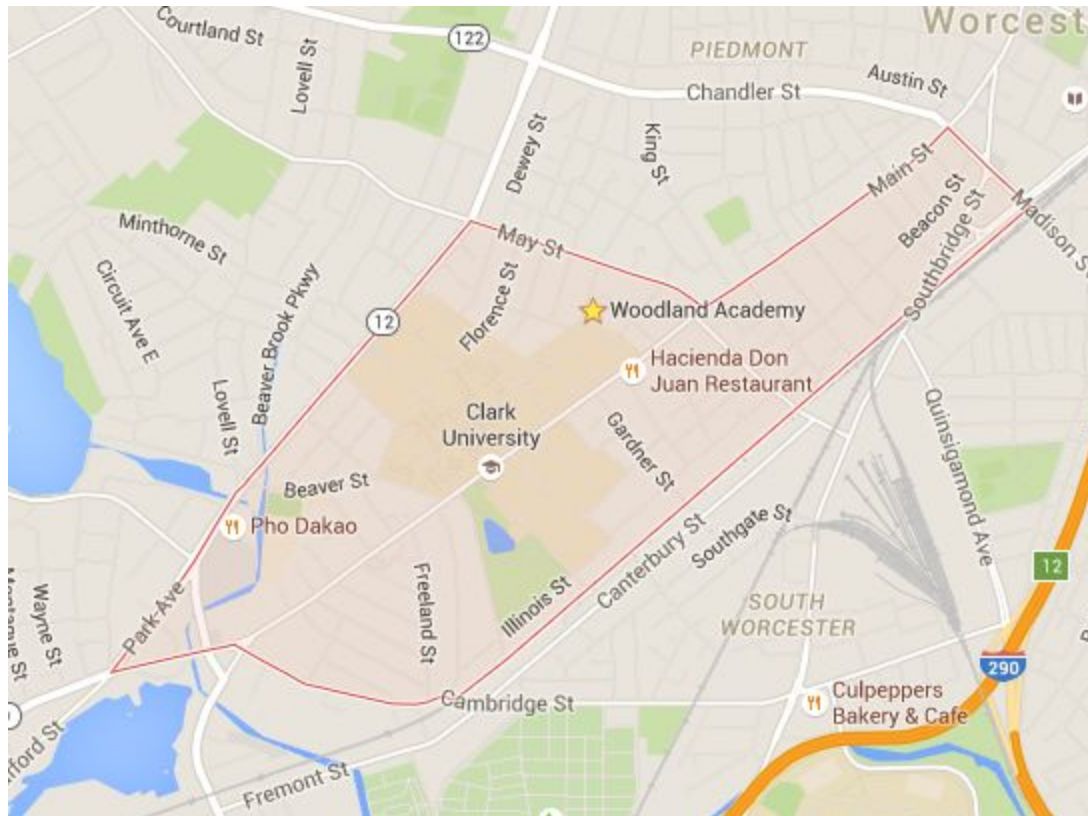 Courtland St
122
PIEDMONT
Worcest
Lovell St
Austin St
Chandler St
Dewey St
King St
Main St
Beacon St
Southbridge St
Madison St
Minthorne St
May St
Circuit Ave E
Beaver Brook Pkwy
Florence St
Woodland Academy
12
Hacienda Don
Juan Restaurant
Lovell St
Clark
University
Gardner St
Quinsigamond Ave
Beaver St
Pho Dakao
Southgate St
Canterbury St
12
Wayne St
Park Ave
Freeland St
Illinois St
SOUTH
WORCESTER
290
Cambridge St
Culpeppers
Bakery & Cafe
fford St
Fremont St